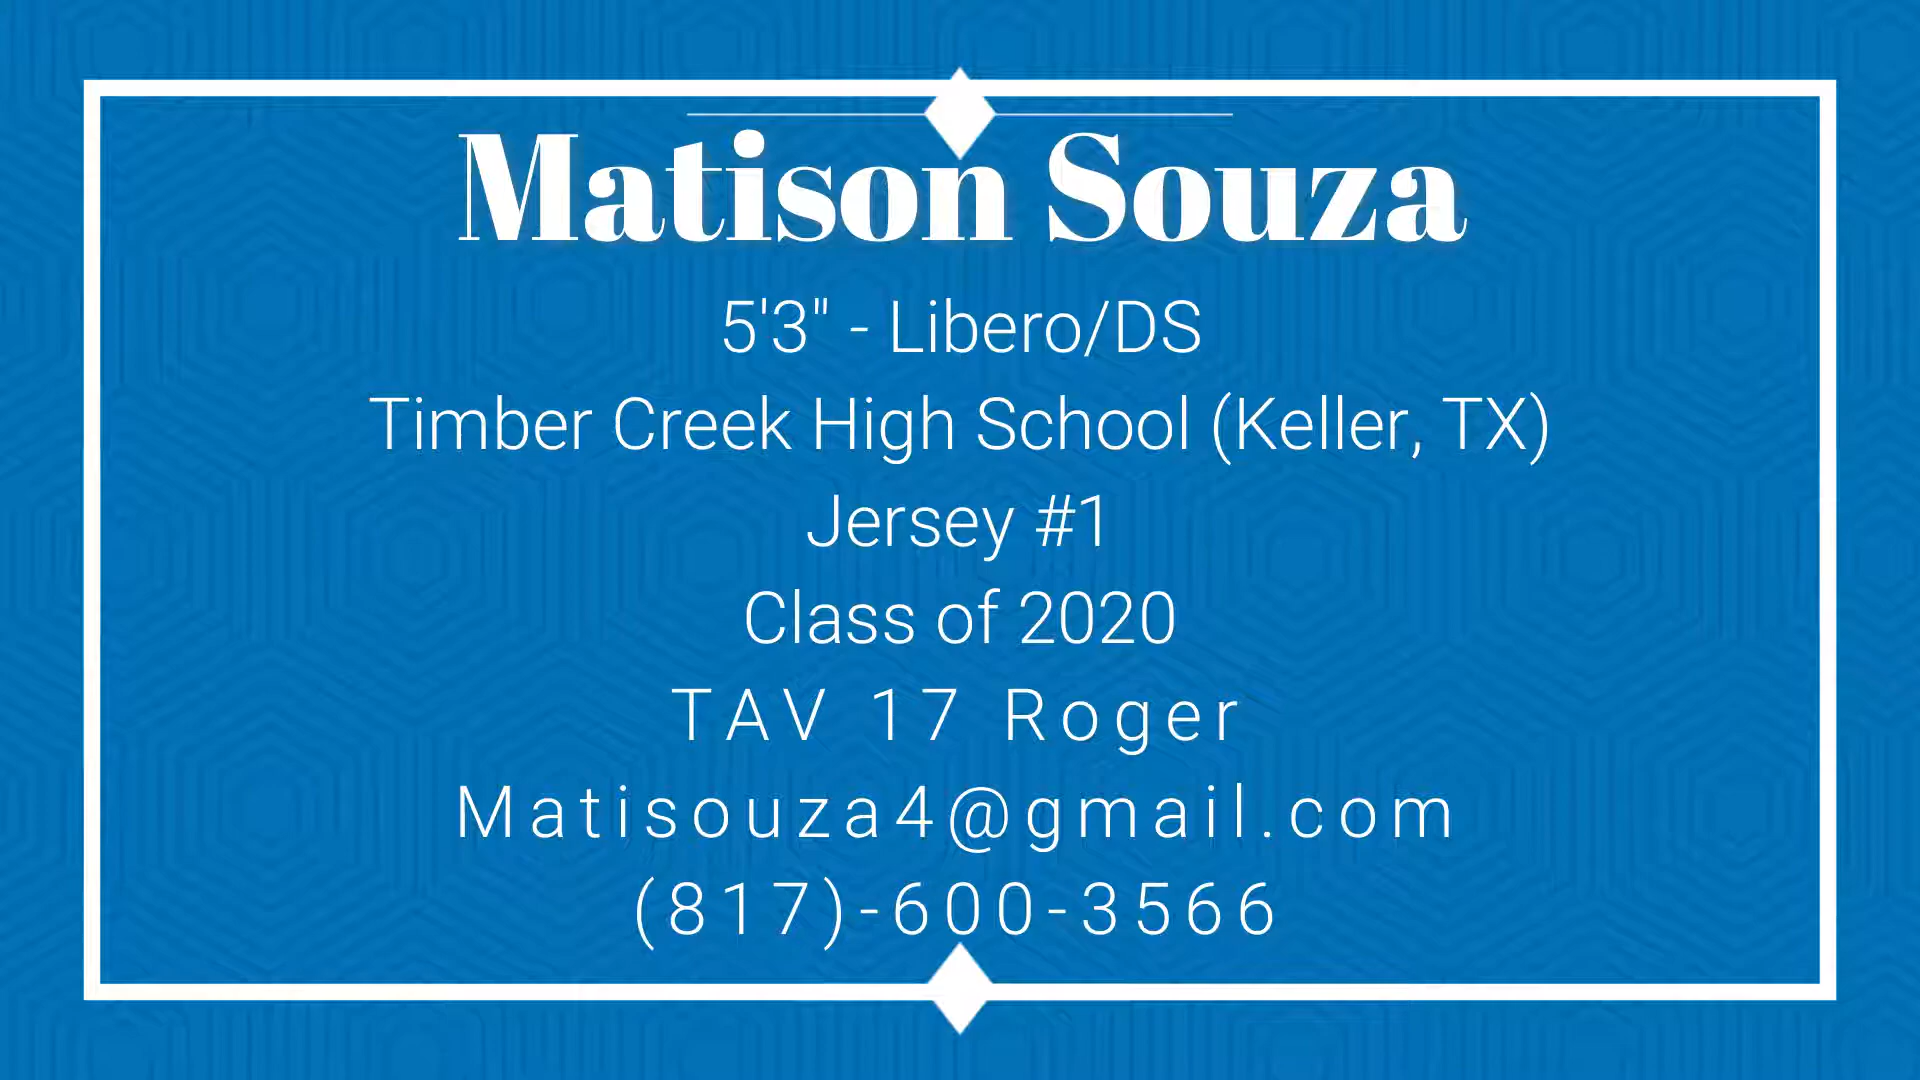 Matison Souza
5'3" - Libero/DS
Timber Creek High School (Keller, TX)
Jersey #1
Class of 2020
TAV 17 Roger
Matisouza4@gmail.com
(817)-600-3566